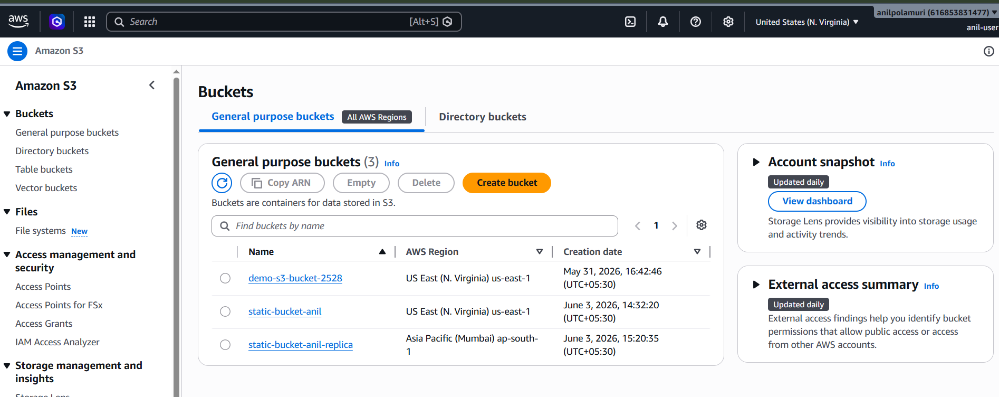 aws
Search
[Alt+S]
United States (N. Virginia)
anilpolamuri (616853831477)
anil-user
Amazon S3
Amazon S3
Buckets
General purpose buckets
Directory buckets
Table buckets
Vector buckets
Files
File systems New
Access management and
security
Access Points
Access Points for FSx
Access Grants
IAM Access Analyzer
Storage management and
insights
Storage Lens
Buckets
General purpose buckets All AWS Regions
Directory buckets
General purpose buckets (3) Info
Copy ARN
Empty
Delete
Create bucket
Buckets are containers for data stored in S3.
Find buckets by name
1
Name AWS Region Creation date
demo-s3-bucket-2528 US East (N. Virginia) us-east-1 May 31, 2026, 16:42:46
(UTC+05:30)
static-bucket-anil US East (N. Virginia) us-east-1 June 3, 2026, 14:32:20
(UTC+05:30)
static-bucket-anil-replica Asia Pacific (Mumbai) ap-south- June 3, 2026, 15:20:35
1 (UTC+05:30)
Account snapshot Info
Updated daily
View dashboard
Storage Lens provides visibility into storage usage
and activity trends.
External access summary Info
Updated daily
External access findings help you identify bucket
permissions that allow public access or access
from other AWS accounts.